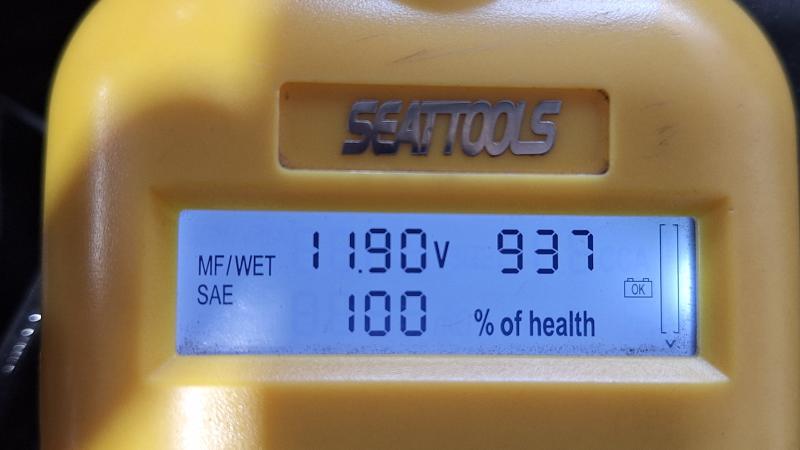 SEATTOOLS
MF/WET 11.90V 937
SAE 100 % of health
OK